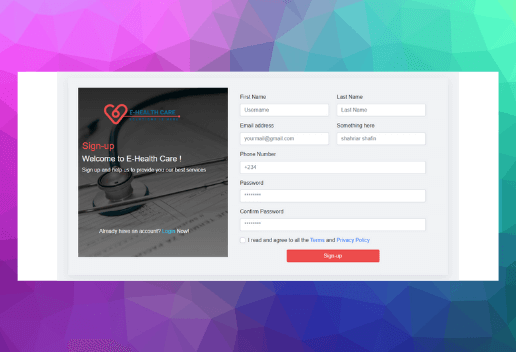 E-HEALTH CARE
Sign-up
Welcome to E-Health Care !
Sign up and help us to provide you our best services
Already have an account? Login Now!
First Name
Last Name
Username
Last Name
Email address
Something here
yourmail@gmail.com
shahriar shafin
Phone Number
+234
Password
********
Confirm Password
********
I read and agree to all the Terms and Privacy Policy
Sign-up